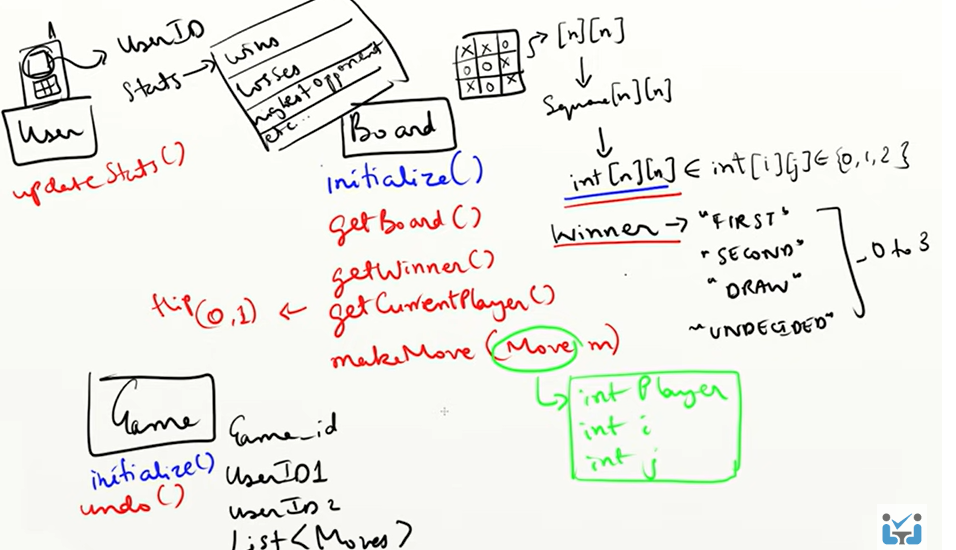 UserID
Stats →
wins
losses
highest opponent
etc..
User
updateStats()
Board
X X O
O O X
X O X
→ [n][n]
Square[n][n]
int[n][n] ∈ int[i][j] ∈ {0,1,2}
initialize()
getBoard()
getWinner()
flip(0,1) ← getCurrentPlayer()
makeMove(Move m)
Winner → "FIRST"
"SECOND"
"DRAW"
"UNDECIDED"
- 0 to 3
int Player
int i
int j
Game
initialize()
undo()
Game_id
UserID1
userID2
List<Moves>